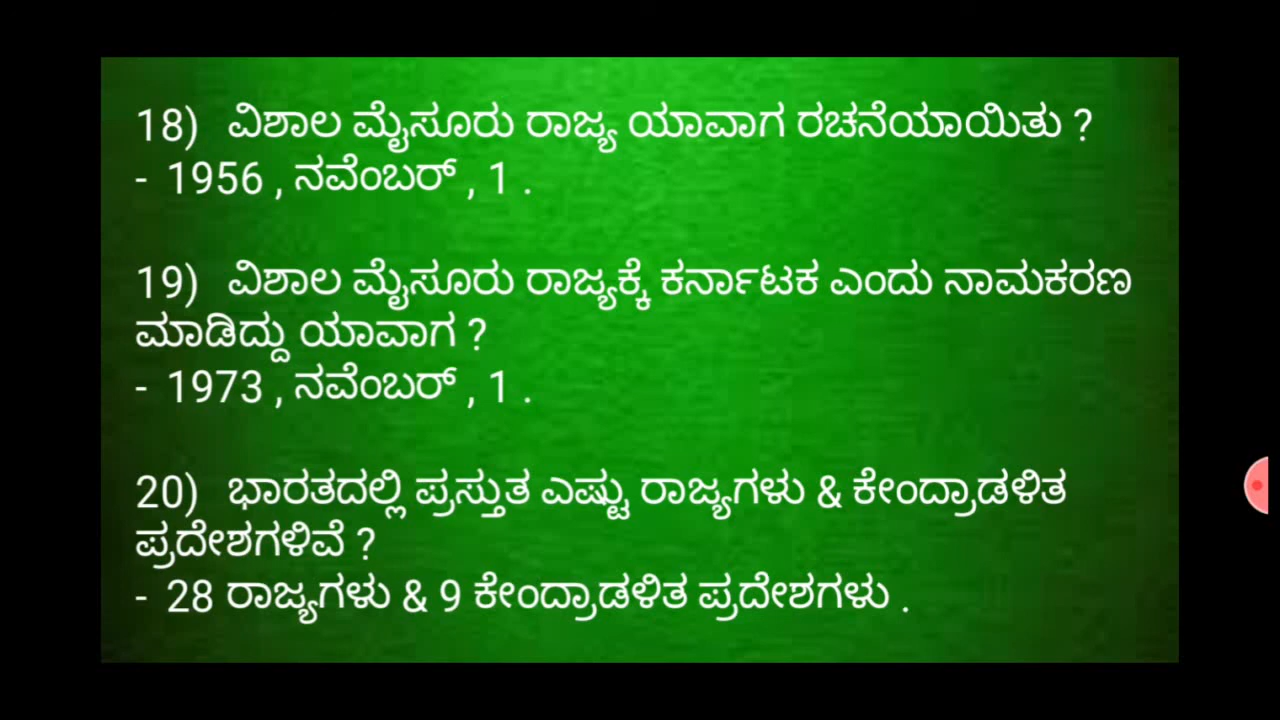 18) ವಿಶಾಲ ಮೈಸೂರು ರಾಜ್ಯ ಯಾವಾಗ ರಚನೆಯಾಯಿತು ?
- 1956 , ನವೆಂಬರ್ , 1 .
19) ವಿಶಾಲ ಮೈಸೂರು ರಾಜ್ಯಕ್ಕೆ ಕರ್ನಾಟಕ ಎಂದು ನಾಮಕರಣ
ಮಾಡಿದ್ದು ಯಾವಾಗ ?
- 1973 , ನವೆಂಬರ್ , 1 .
20) ಭಾರತದಲ್ಲಿ ಪ್ರಸ್ತುತ ಎಷ್ಟು ರಾಜ್ಯಗಳು & ಕೇಂದ್ರಾಡಳಿತ
ಪ್ರದೇಶಗಳಿವೆ ?
- 28 ರಾಜ್ಯಗಳು & 9 ಕೇಂದ್ರಾಡಳಿತ ಪ್ರದೇಶಗಳು .